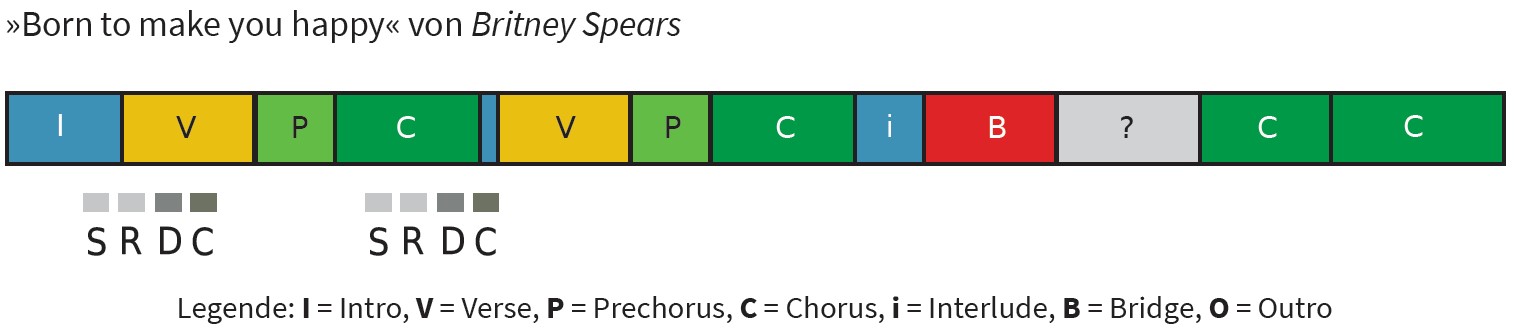 »Born to make you happy« von Britney Spears
I V P C V P C i B ? C C
S R D C S R D C
Legende: I = Intro, V = Verse, P = Prechorus, C = Chorus, i = Interlude, B = Bridge, O = Outro